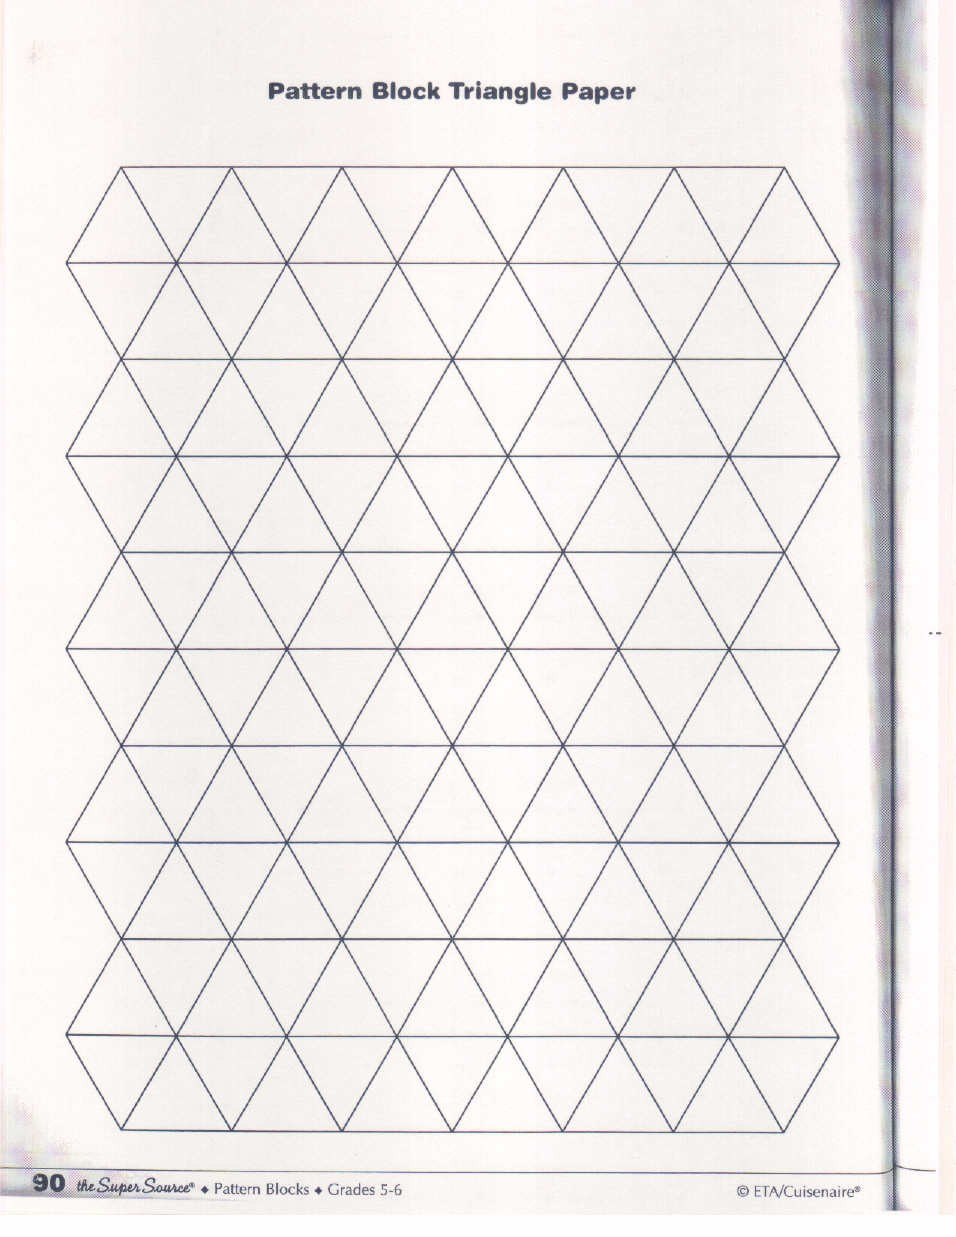 Pattern Block Triangle Paper
90 the Super Source® ♦ Pattern Blocks ♦ Grades 5-6
© ETA/Cuisenaire®